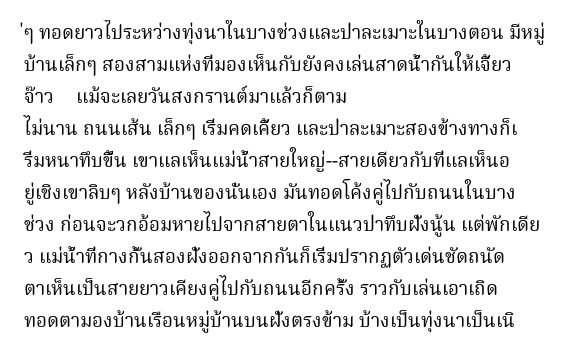 ่ๆ ทอดยาวไประหว่างทุ่งนาในบางช่วงและป่าละเมาะในบางตอน มีหมู่
บ้านเล็กๆ สองสามแห่งที่มองเห็นกับยังคงเล่นสาดน้ำกันให้เจี๊ยว
จ๊าว แม้จะเลยวันสงกรานต์มาแล้วก็ตาม
ไม่นาน ถนนเส้น เล็กๆ เริ่มคดเคี้ยว และป่าละเมาะสองข้างทางก็เ
ริ่มหนาทึบขึ้น เขาแลเห็นแม่น้ำสายใหญ่--สายเดียวกับที่แลเห็นอ
ยู่เชิงเขาลิบๆ หลังบ้านของนั้นเอง มันทอดโค้งคู่ไปกับถนนในบาง
ช่วง ก่อนจะวกอ้อมหายไปจากสายตาในแนวป่าทึบฝั่งนู้น แต่พักเดีย
ว แม่น้ำที่กางกั้นสองฝั่งออกจากกันก็เริ่มปรากฏตัวเด่นชัดถนัด
ตาเห็นเป็นสายยาวเคียงคู่ไปกับถนนอีกครั้ง ราวกับเล่นเอาเถิด
ทอดตามองบ้านเรือนหมู่บ้านบนฝั่งตรงข้าม บ้างเป็นทุ่งนาเป็นเนิ